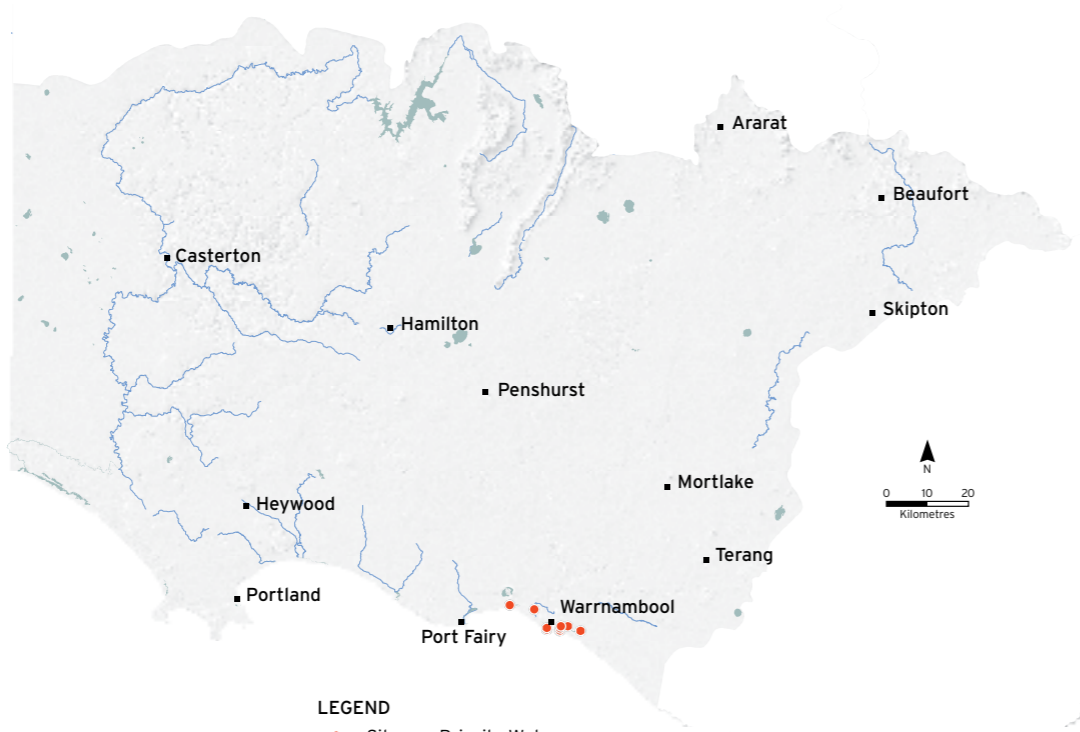 Ararat
Beaufort
Casterton
Skipton
Hamilton
Penshurst
N
Mortlake
0 10 20
Kilometres
Heywood
Terang
Portland
Warrnambool
Port Fairy
LEGEND